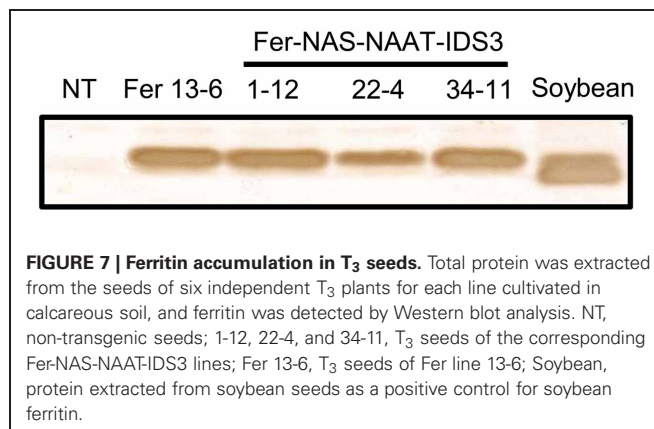 Fer-NAS-NAAT-IDS3
NT Fer 13-6 1-12 22-4 34-11 Soybean
FIGURE 7 | Ferritin accumulation in T3 seeds. Total protein was extracted
from the seeds of six independent T3 plants for each line cultivated in
calcareous soil, and ferritin was detected by Western blot analysis. NT,
non-transgenic seeds; 1-12, 22-4, and 34-11, T3 seeds of the corresponding
Fer-NAS-NAAT-IDS3 lines; Fer 13-6, T3 seeds of Fer line 13-6; Soybean,
protein extracted from soybean seeds as a positive control for soybean
ferritin.